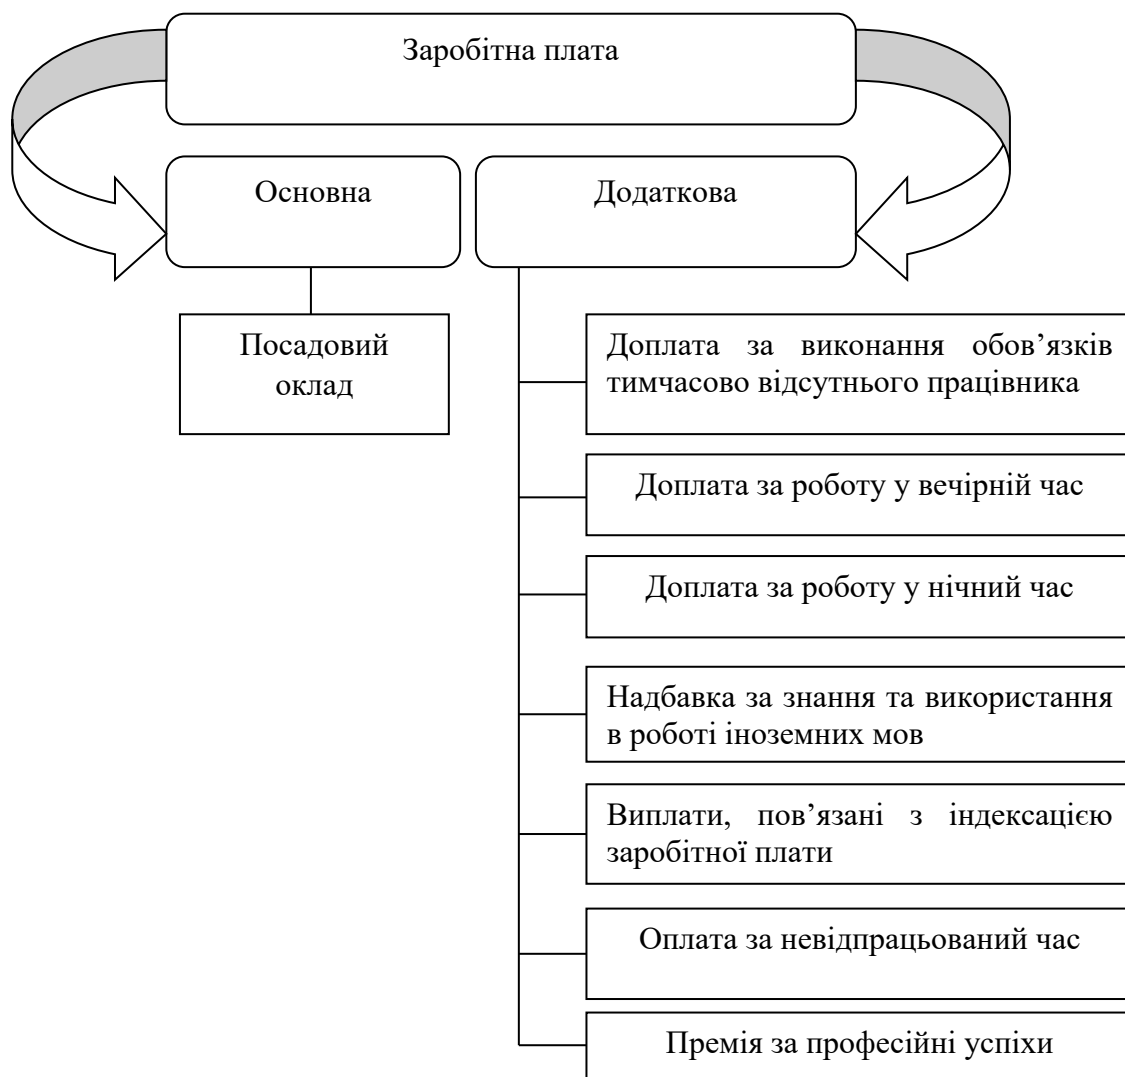 Заробітна плата
Основна
Додаткова
Посадовий
оклад
Доплата за виконання обов’язків
тимчасово відсутнього працівника
Доплата за роботу у вечірній час
Доплата за роботу у нічний час
Надбавка за знання та використання
в роботі іноземних мов
Виплати, пов’язані з індексацією
заробітної плати
Оплата за невідпрацьований час
Премія за професійні успіхи